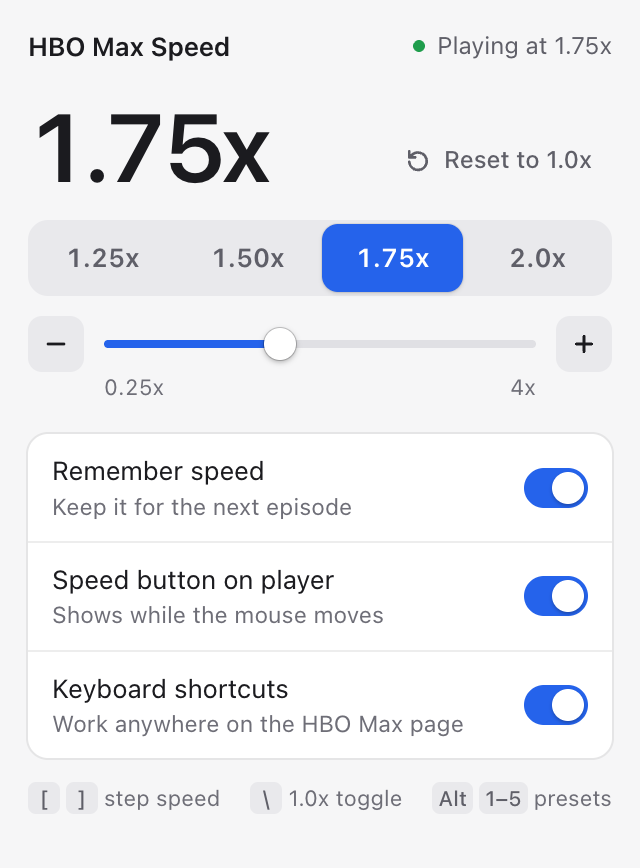 HBO Max Speed
Playing at 1.75x
1.75x
Reset to 1.0x
1.25x 1.50x 1.75x 2.0x
− +
0.25x 4x
Remember speed
Keep it for the next episode
Speed button on player
Shows while the mouse moves
Keyboard shortcuts
Work anywhere on the HBO Max page
[ ] step speed \ 1.0x toggle Alt 1–5 presets